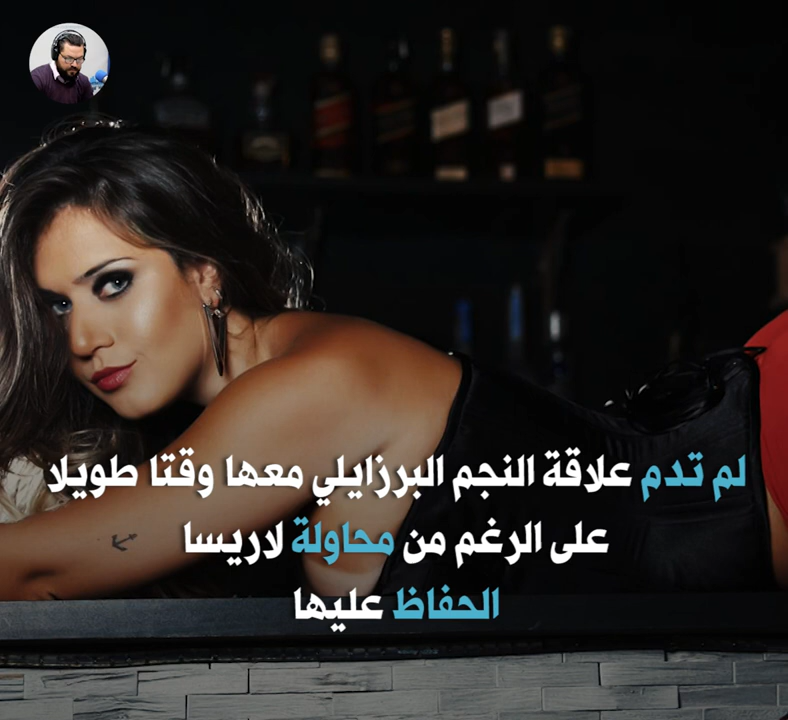 لم تدم علاقة النجم البرزايلي معها وقتا طويلا
على الرغم من محاولة لاريسا
الحفاظ عليها